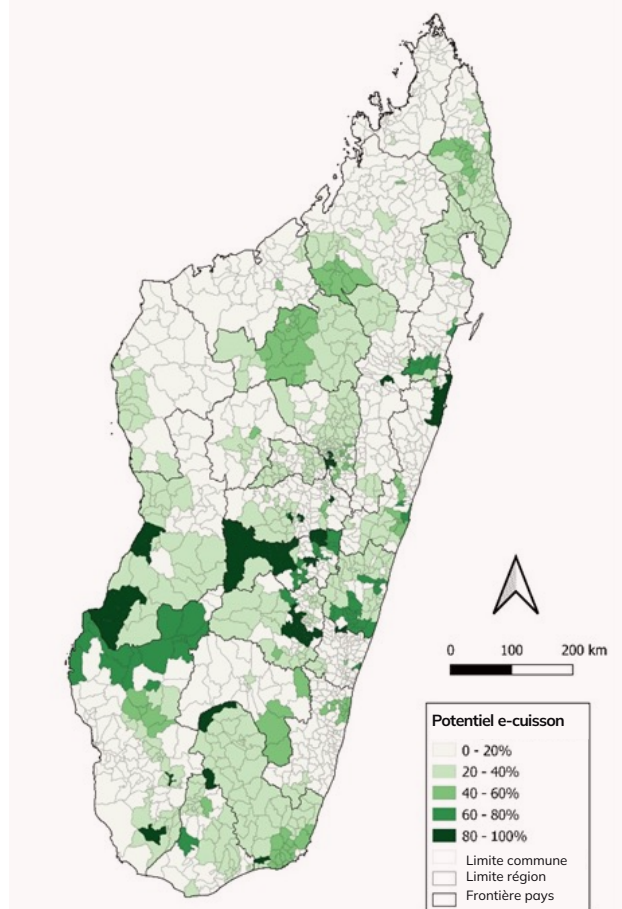 0 100 200 km
Potentiel e-cuisson
0 - 20%
20 - 40%
40 - 60%
60 - 80%
80 - 100%
Limite commune
Limite région
Frontière pays